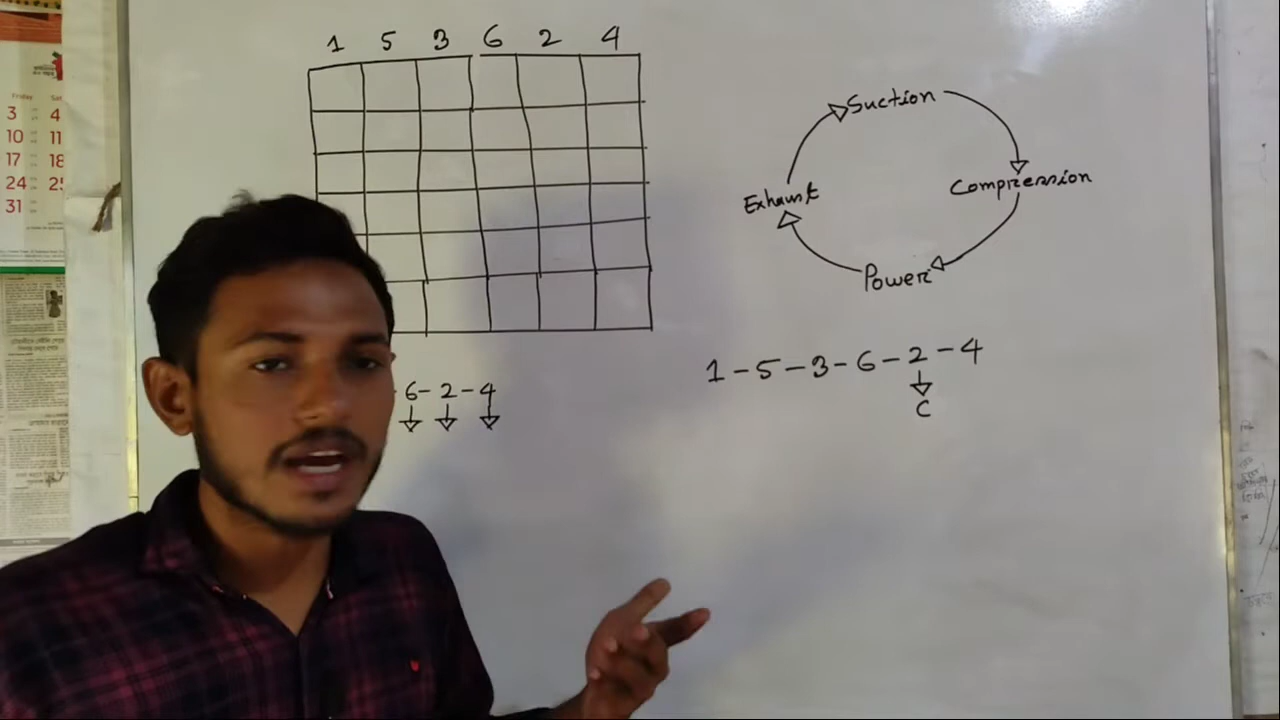 1 5 3 6 2 4
Suction
Compression
Exhaust
Power
1-5-3-6-2-4
C
6-2-4
Friday
3 4
10 11
17 18
24 25
31